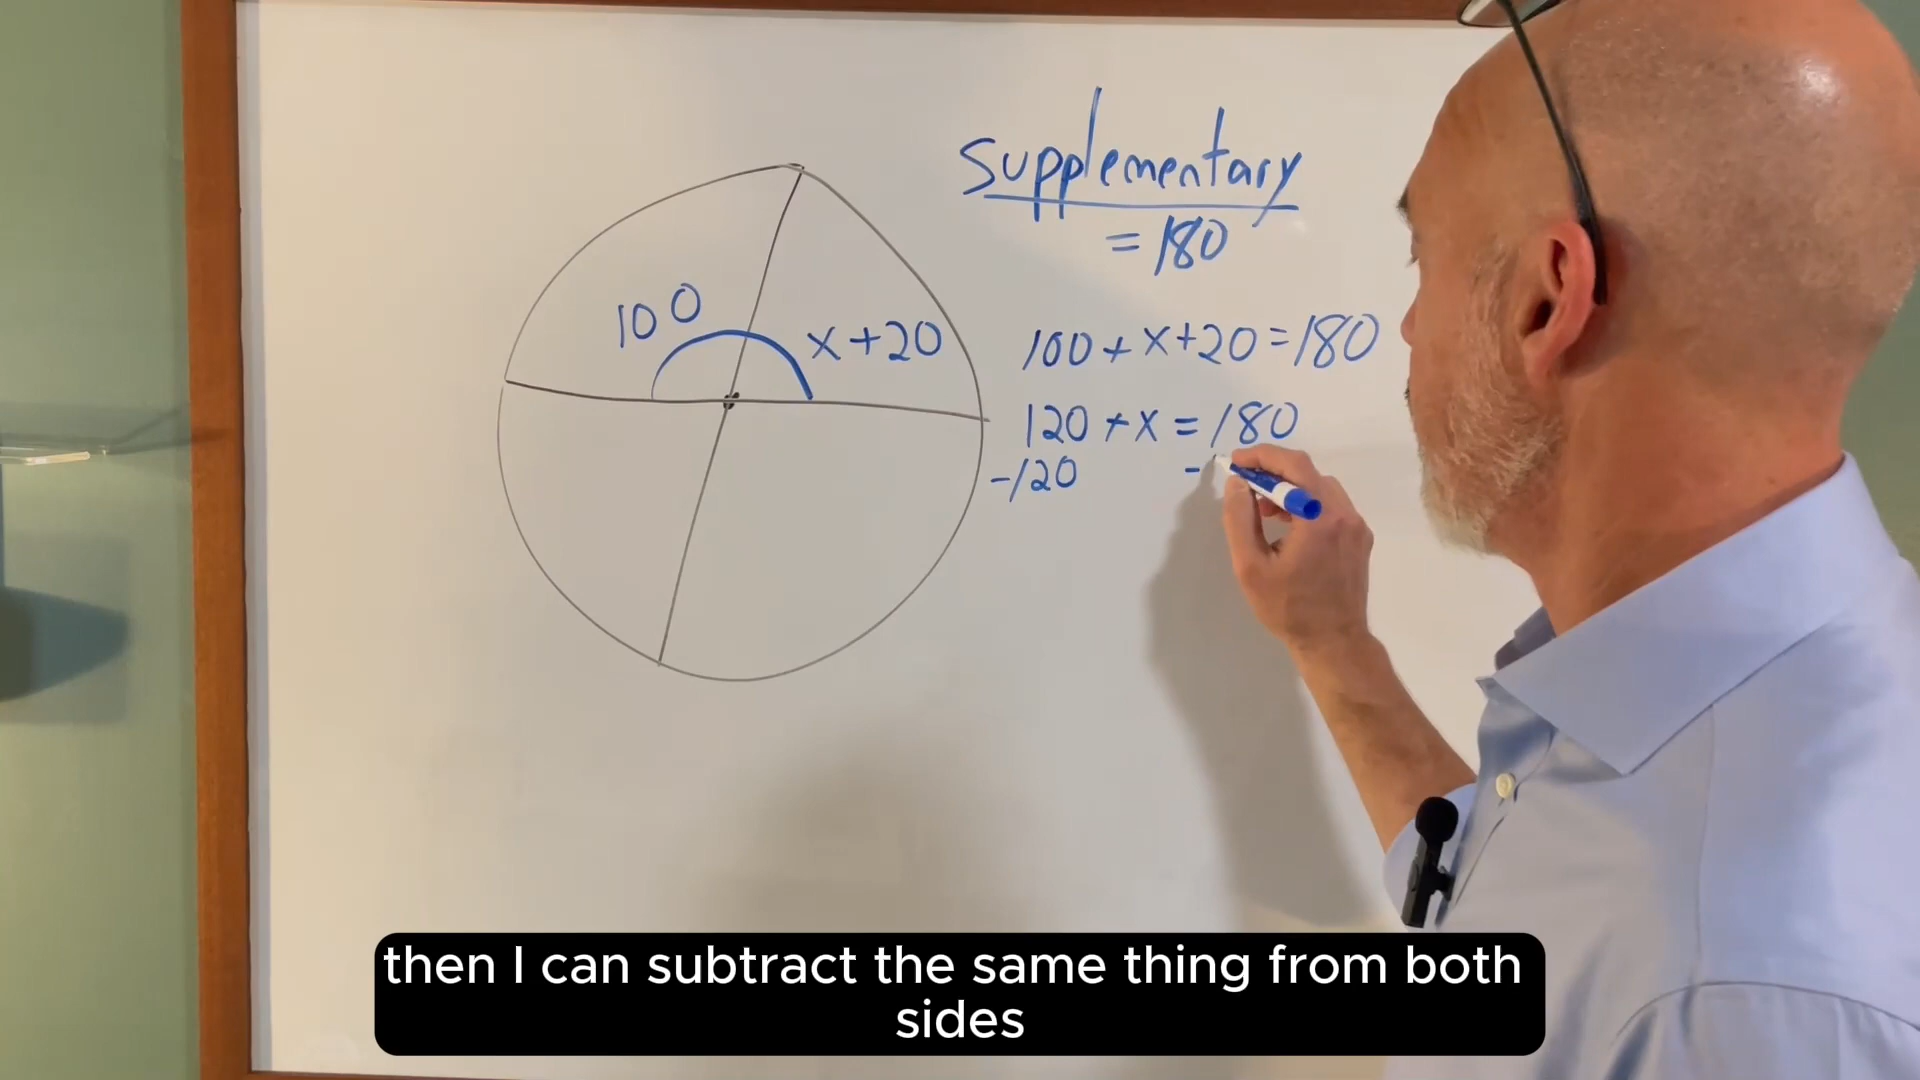 Supplementary
= 180
100
x+20
100 + x+20 = 180
120 + x = 180
-120 -
then I can subtract the same thing from both
sides